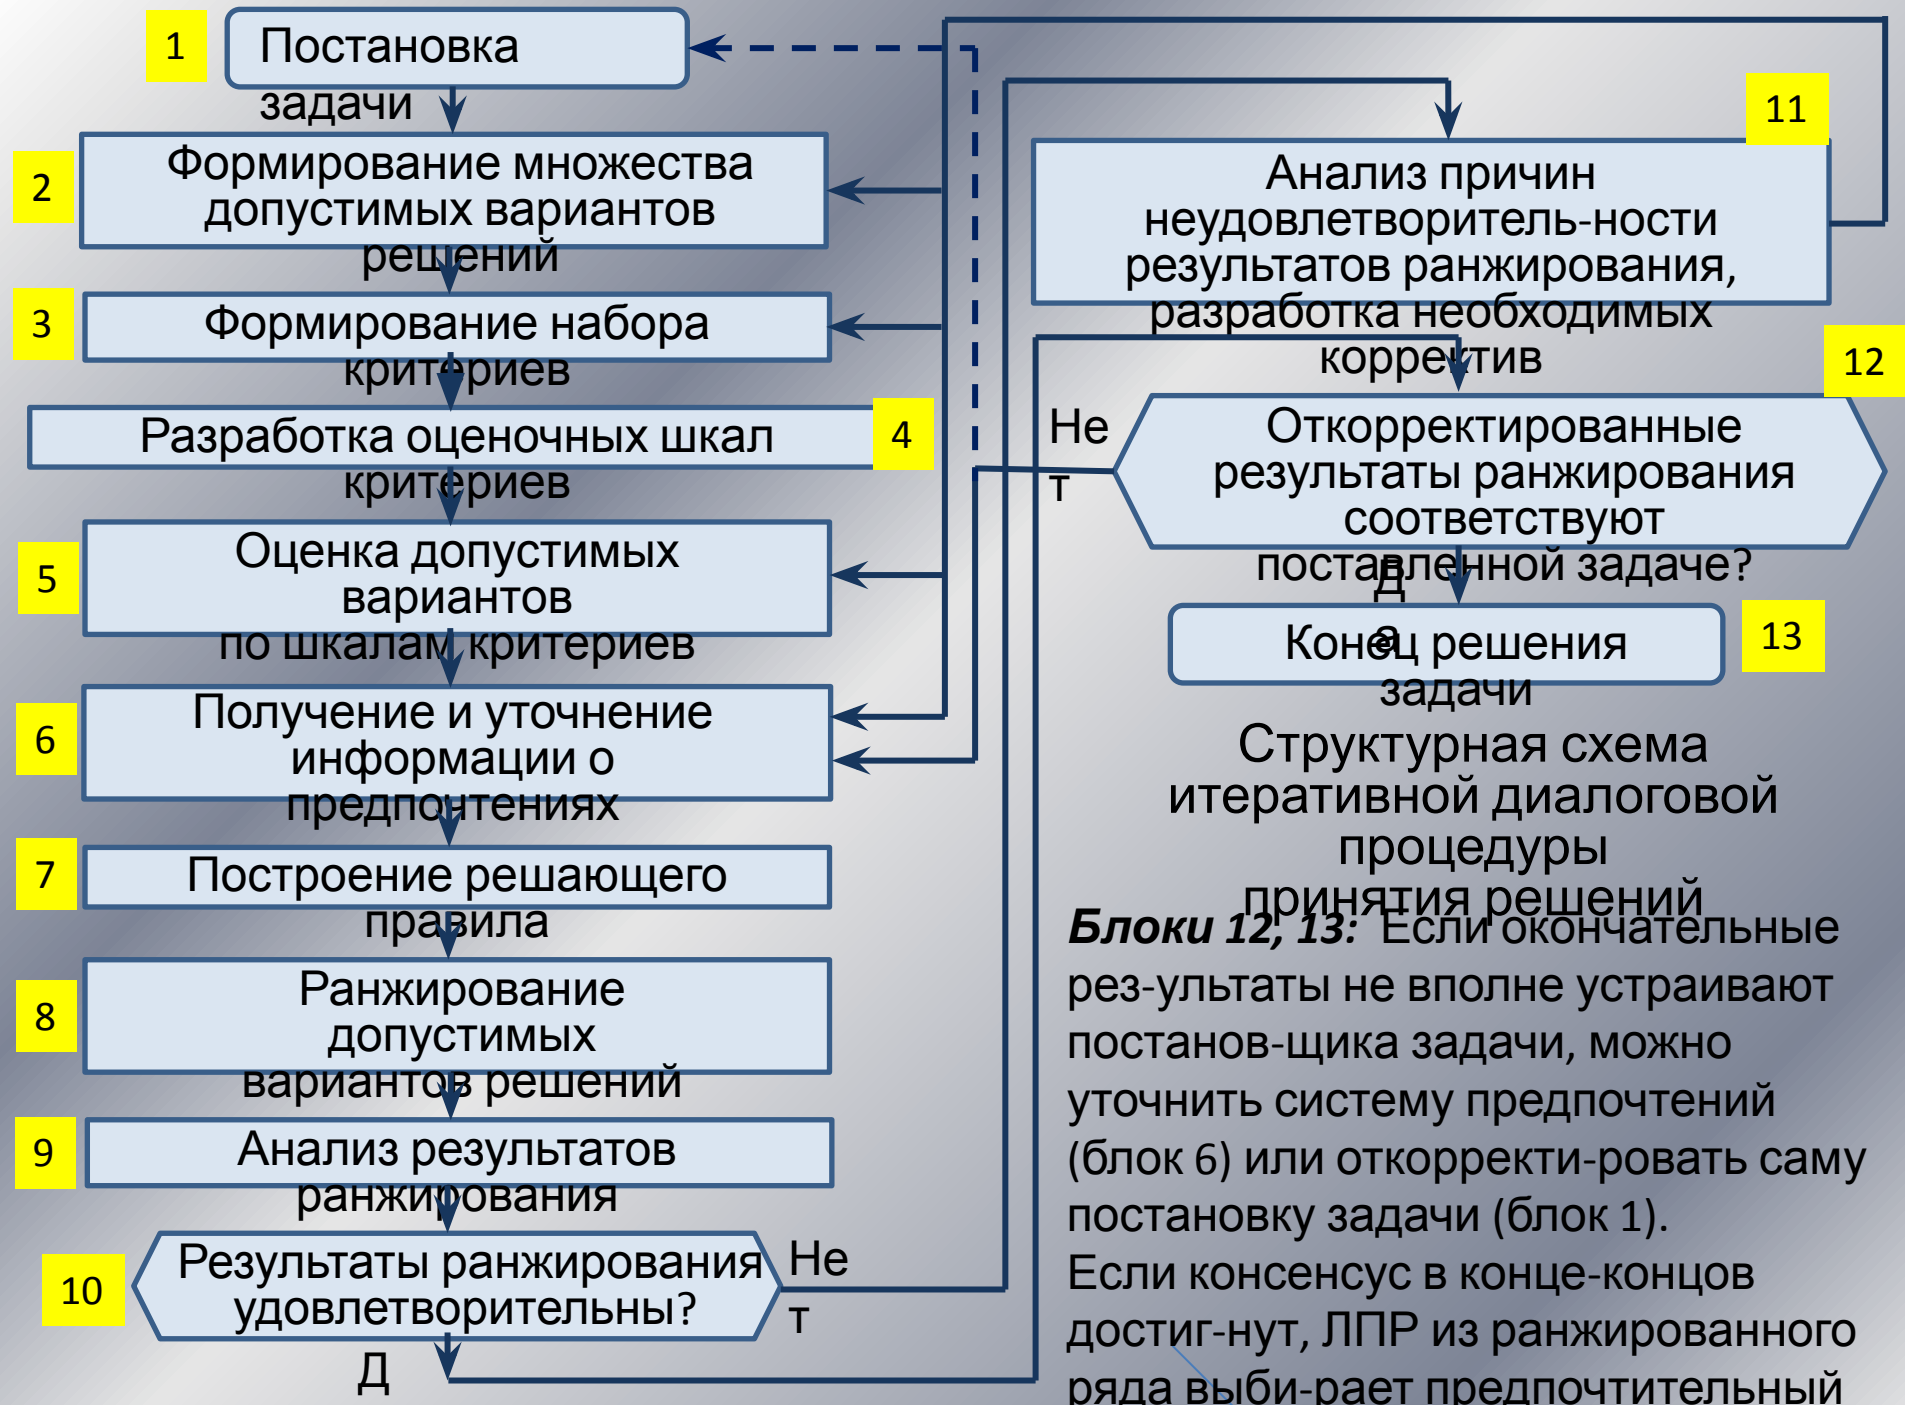 1
Постановка
задачи
2
Формирование множества
допустимых вариантов
решений
3
Формирование набора
критериев
4
Разработка оценочных шкал
критериев
5
Оценка допустимых
вариантов
по шкалам критериев
6
Получение и уточнение
информации о
предпочтениях
7
Построение решающего
правила
8
Ранжирование
допустимых
вариантов решений
9
Анализ результатов
ранжирования
10
Результаты ранжирования
удовлетворительны?
Не
т
Д
11
Анализ причин
неудовлетворитель-ности
результатов ранжирования,
разработка необходимых
корректив
12
Откорректированные
результаты ранжирования
соответствуют
поставленной задаче?
Не
т
Д
а
13
Конец решения
задачи
Структурная схема
итеративной диалоговой
процедуры
принятия решений
Блоки 12, 13: Если окончательные
рез-ультаты не вполне устраивают
постанов-щика задачи, можно
уточнить систему предпочтений
(блок 6) или откорректи-ровать саму
постановку задачи (блок 1).
Если консенсус в конце-концов
достиг-нут, ЛПР из ранжированного
ряда выби-рает предпочтительный